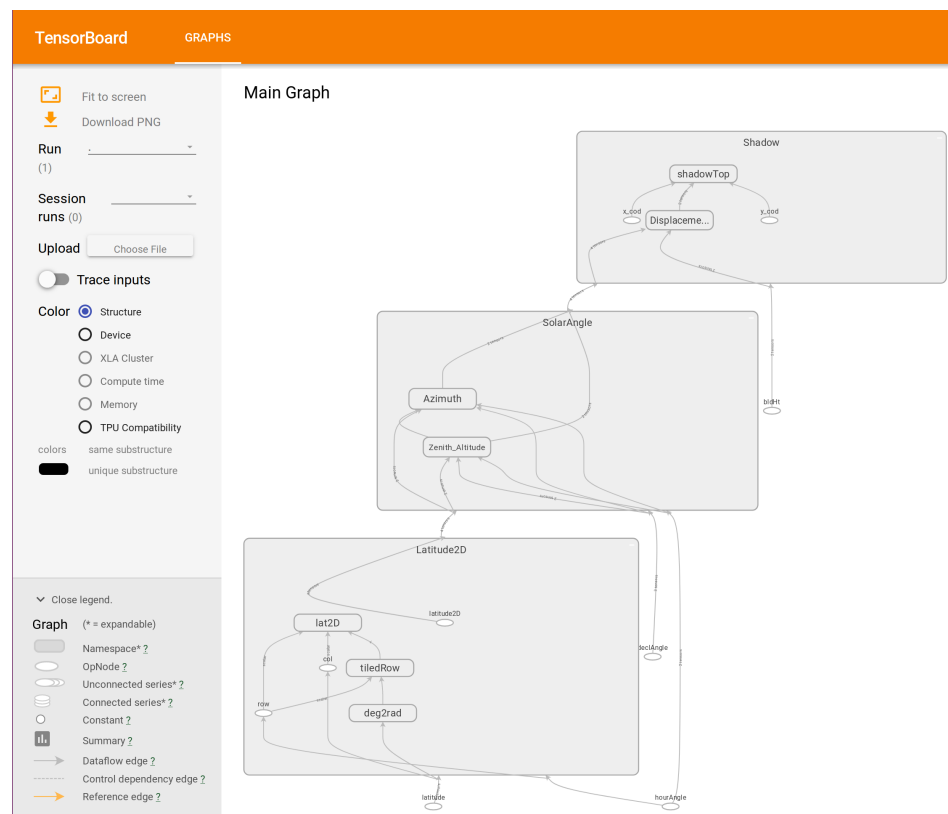 TensorBoard
GRAPHS
Fit to screen
Download PNG
Run
.
(1)
Session
runs (0)
Upload
Choose File
Trace inputs
Color
Structure
Device
XLA Cluster
Compute time
Memory
TPU Compatibility
colors same substructure
unique substructure
Close legend.
Graph (* = expandable)
Namespace* ?
OpNode ?
Unconnected series* ?
Connected series* ?
Constant ?
Summary ?
Dataflow edge ?
Control dependency edge ?
Reference edge ?
Main Graph
Shadow
shadowTop
x_cod
y_cod
Displaceme...
SolarAngle
Azimuth
bldHt
Zenith_Altitude
Latitude2D
latitude2D
lat2D
col
tiledRow
declAngle
row
deg2rad
latitude
hourAngle